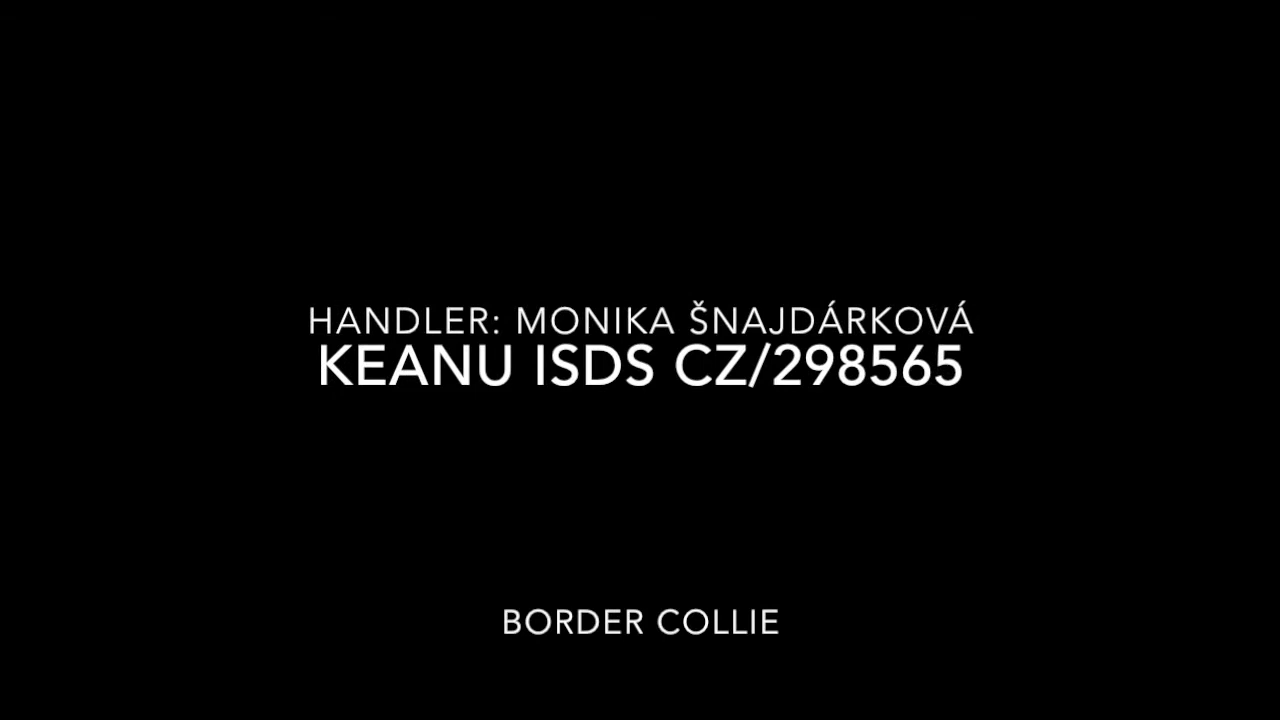 HANDLER: MONIKA ŠNAJDÁRKOVÁ
KEANU ISDS CZ/298565
BORDER COLLIE